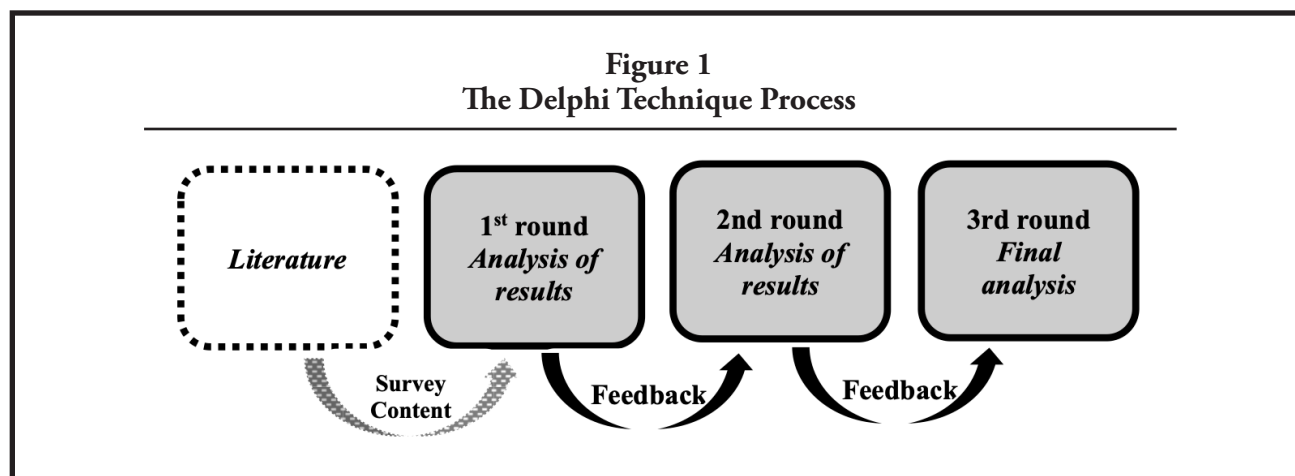 Figure 1
The Delphi Technique Process
Literature
1st round
Analysis of
results
2nd round
Analysis of
results
3rd round
Final
analysis
Survey
Content
Feedback
Feedback